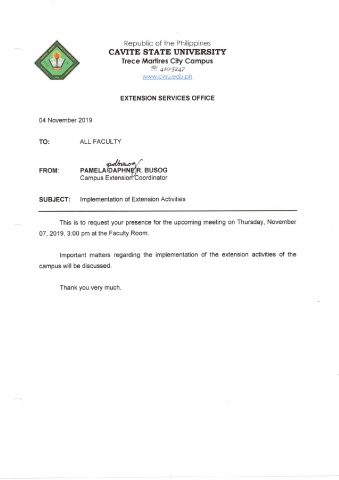 Republic of the Philippines
CAVITE STATE UNIVERSITY
Trece Martires City Campus
☏ 410-5247
www.cvsu.edu.ph
EXTENSION SERVICES OFFICE
04 November 2019
TO: ALL FACULTY
FROM: PAMELA DAPHNE R. BUSOG
Campus Extension Coordinator
SUBJECT: Implementation of Extension Activities
This is to request your presence for the upcoming meeting on Thursday, November
07, 2019, 3:00 pm at the Faculty Room.
Important matters regarding the implementation of the extension activities of the
campus will be discussed.
Thank you very much.